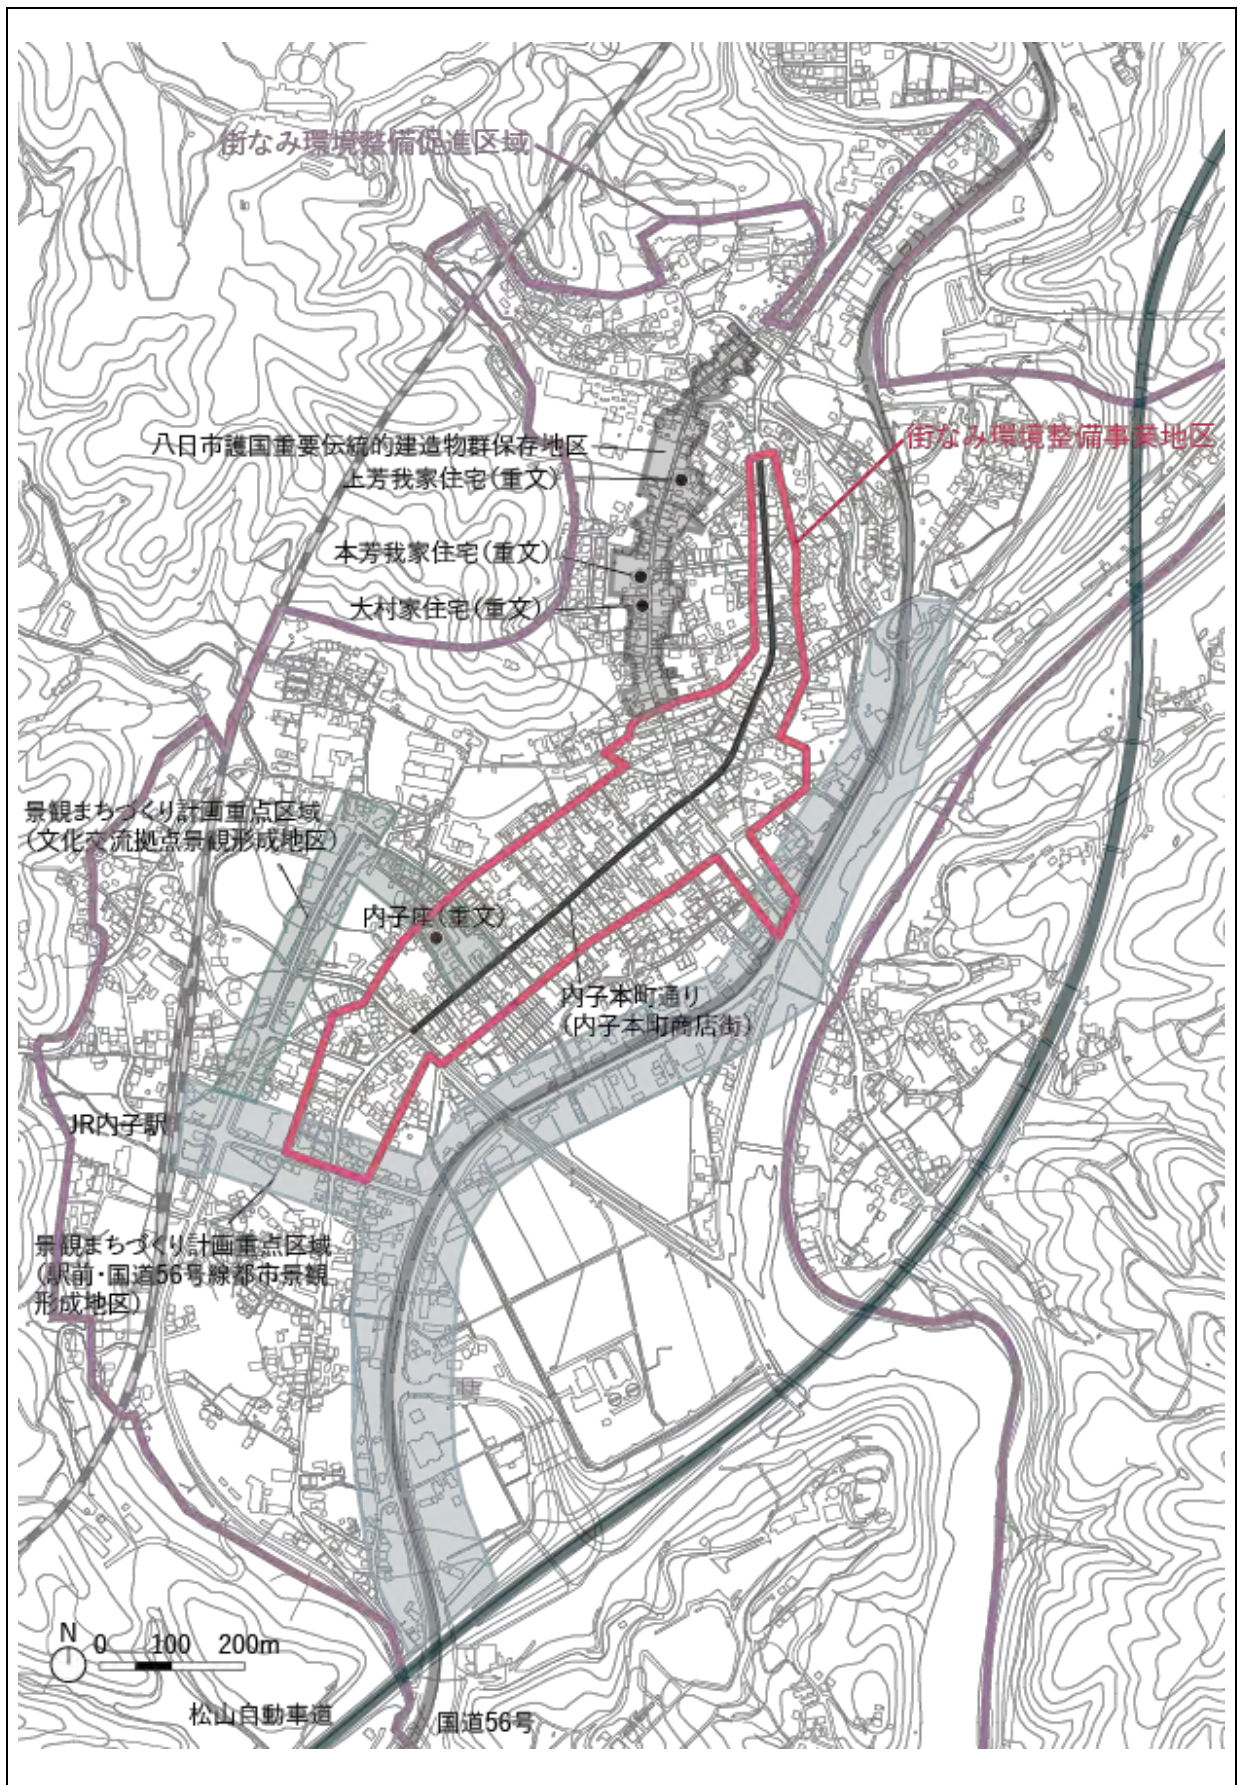 街なみ環境整備促進区域
街なみ環境整備事業地区
八日市護国重要伝統的建造物群保存地区
上芳我家住宅(重文)
本芳我家住宅(重文)
大村家住宅(重文)
景観まちづくり計画重点区域
(文化交流拠点景観形成地区)
内子座(重文)
内子本町通り
(内子本町商店街)
JR内子駅
景観まちづくり計画重点区域
(駅前・国道56号線都市景観
形成地区)
N 0 100 200m
松山自動車道
国道56号